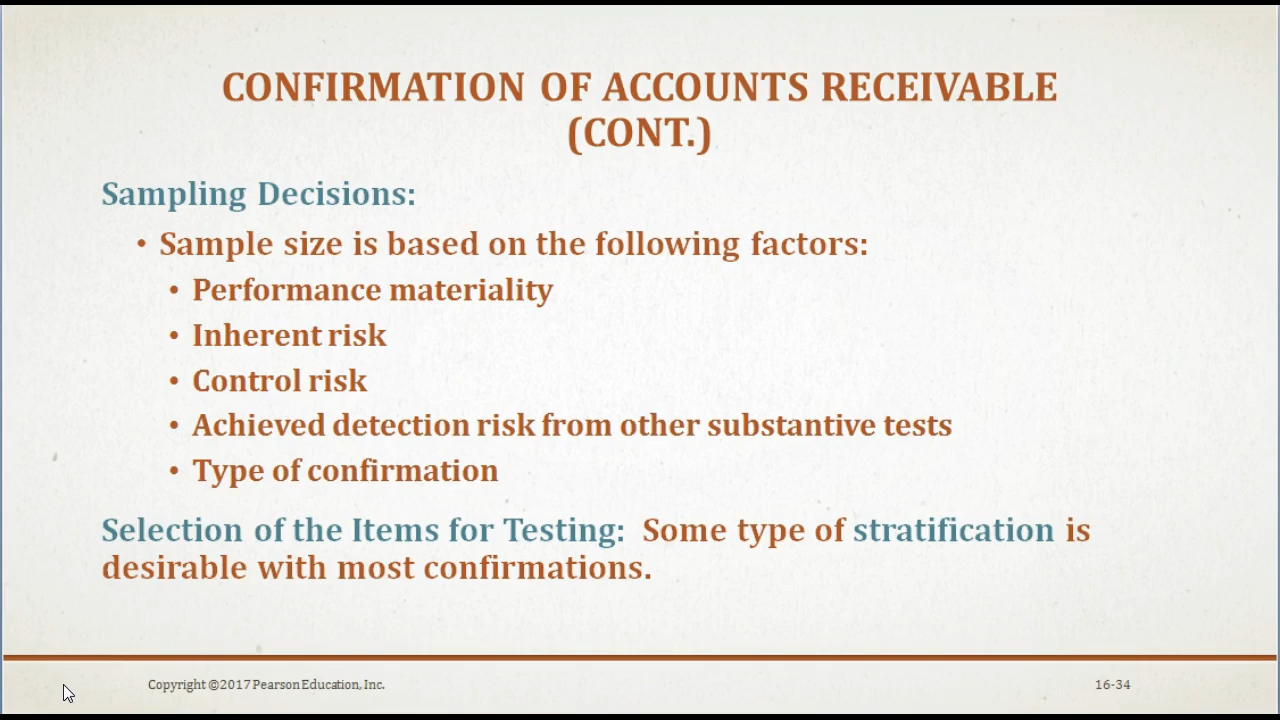 CONFIRMATION OF ACCOUNTS RECEIVABLE
(CONT.)
Sampling Decisions:
• Sample size is based on the following factors:
• Performance materiality
• Inherent risk
• Control risk
• Achieved detection risk from other substantive tests
• Type of confirmation
Selection of the Items for Testing: Some type of stratification is
desirable with most confirmations.
Copyright ©2017 Pearson Education, Inc.
16-34